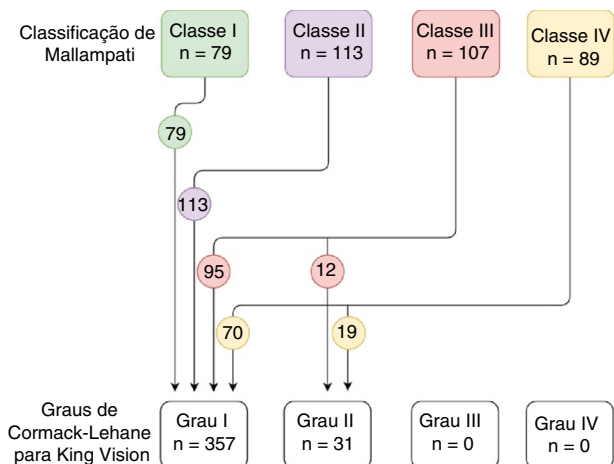 Classificação de
Mallampati
Classe I
n = 79
Classe II
n = 113
Classe III
n = 107
Classe IV
n = 89
79
113
95
12
70
19
Graus de
Cormack-Lehane
para King Vision
Grau I
n = 357
Grau II
n = 31
Grau III
n = 0
Grau IV
n = 0